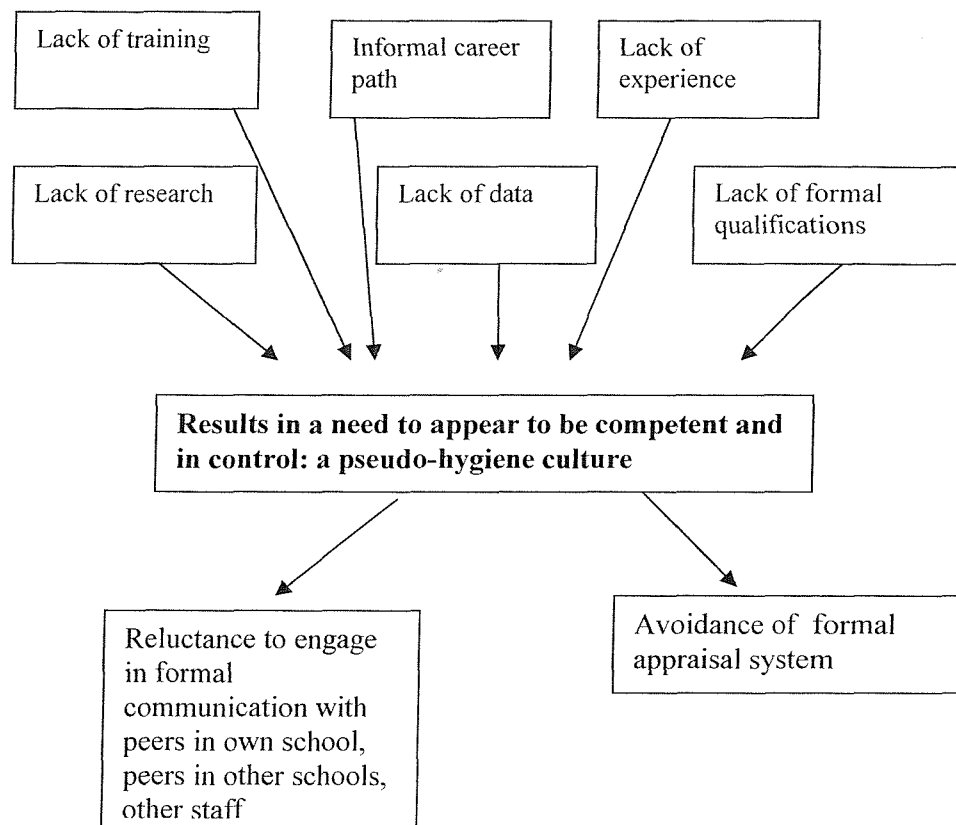 Lack of training
Informal career
path
Lack of
experience
Lack of research
Lack of data
Lack of formal
qualifications
Results in a need to appear to be competent and
in control: a pseudo-hygiene culture
Reluctance to engage
in formal
communication with
peers in own school,
peers in other schools,
other staff
Avoidance of formal
appraisal system